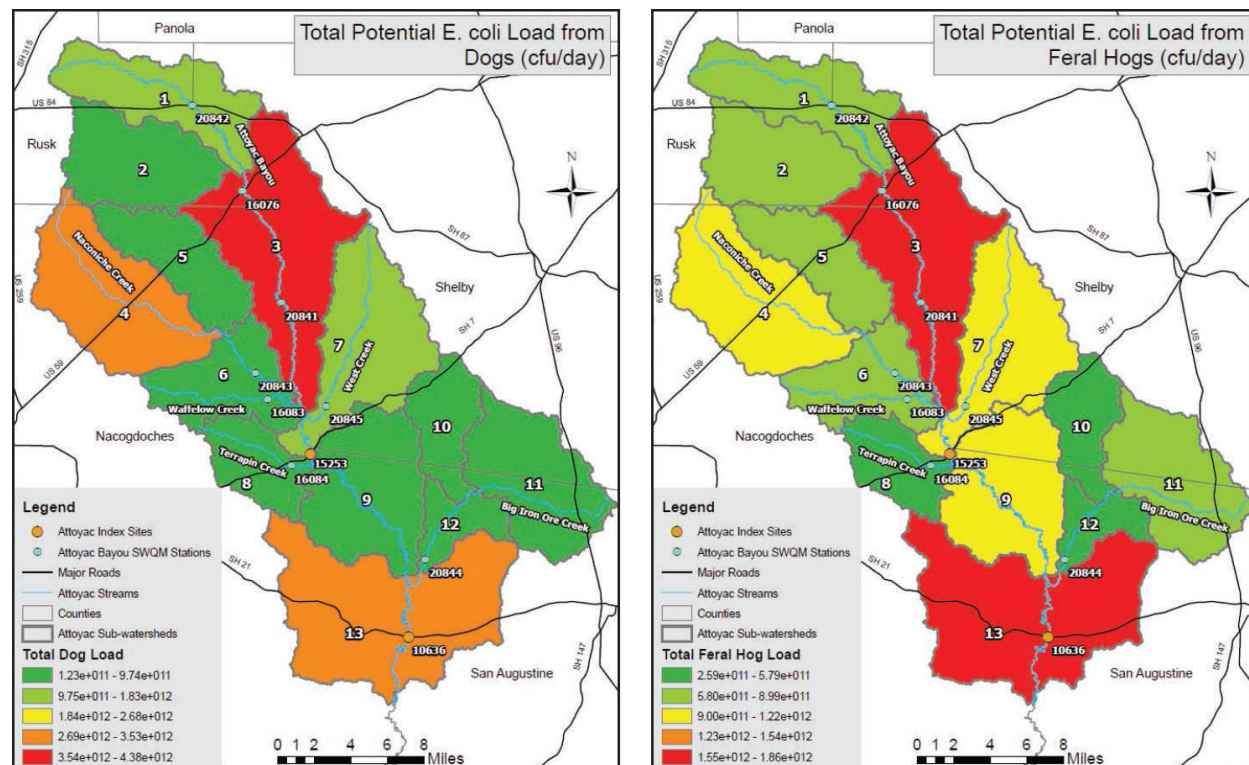 Total Potential E. coli Load from
Dogs (cfu/day)
Panola
SH 315
US 84
1
20842
Attoyac Bayou
Rusk
2
N
16076
3
5
SH 87
Naconiche Creek
US 259
4
Shelby
20841
SH 7
7
West Creek
US 96
US 59
6
20843
Waffelow Creek
16083
20845
10
Nacogdoches
Terrapin Creek
15253
16084
8
9
11
Big Iron Ore Creek
12
20844
SH 21
13
10636
SH 147
San Augustine
Legend
Attoyac Index Sites
Attoyac Bayou SWQM Stations
Major Roads
Attoyac Streams
Counties
Attoyac Sub-watersheds
Total Dog Load
1.23e+011 - 9.74e+011
9.75e+011 - 1.83e+012
1.84e+012 - 2.68e+012
2.69e+012 - 3.53e+012
3.54e+012 - 4.38e+012
0 1 2 4 6 8
Miles
Total Potential E. coli Load from
Feral Hogs (cfu/day)
Panola
SH 315
US 84
1
20842
Attoyac Bayou
Rusk
2
N
16076
3
5
SH 87
Naconiche Creek
US 259
4
Shelby
20841
SH 7
7
West Creek
US 96
US 59
6
20843
Waffelow Creek
16083
20845
10
Nacogdoches
Terrapin Creek
15253
16084
8
9
11
Big Iron Ore Creek
12
20844
SH 21
13
10636
SH 147
San Augustine
Legend
Attoyac Index Sites
Attoyac Bayou SWQM Stations
Major Roads
Attoyac Streams
Counties
Attoyac Sub-watersheds
Total Feral Hog Load
2.59e+011 - 5.79e+011
5.80e+011 - 8.99e+011
9.00e+011 - 1.22e+012
1.23e+012 - 1.54e+012
1.55e+012 - 1.86e+012
0 1 2 4 6 8
Miles